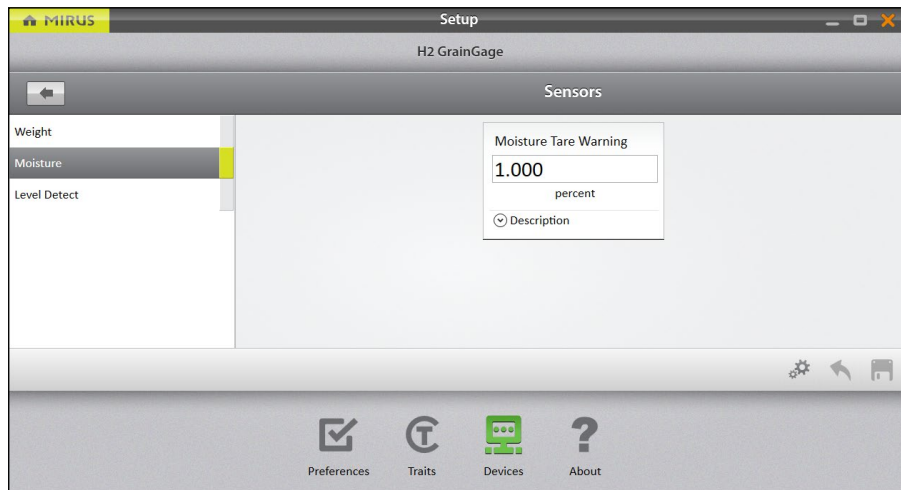 MIRUS
Setup
H2 GrainGage
Sensors
Weight
Moisture
Level Detect
Moisture Tare Warning
1.000
percent
Description
Preferences
Traits
Devices
About